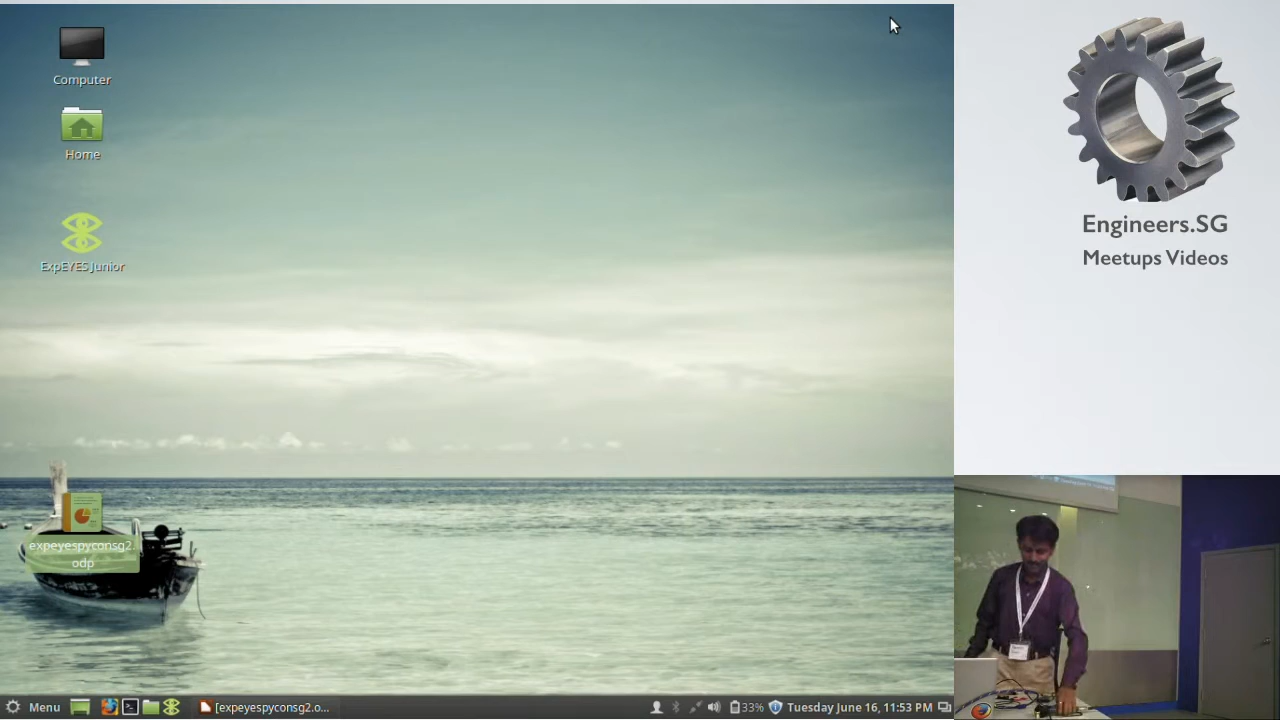 Computer
Home
ExpEYES Junior
expeyespyconsg2.
odp
Menu
[expeyespyconsg2.o...
33%
Tuesday June 16, 11:53 PM
Engineers.SG
Meetups Videos